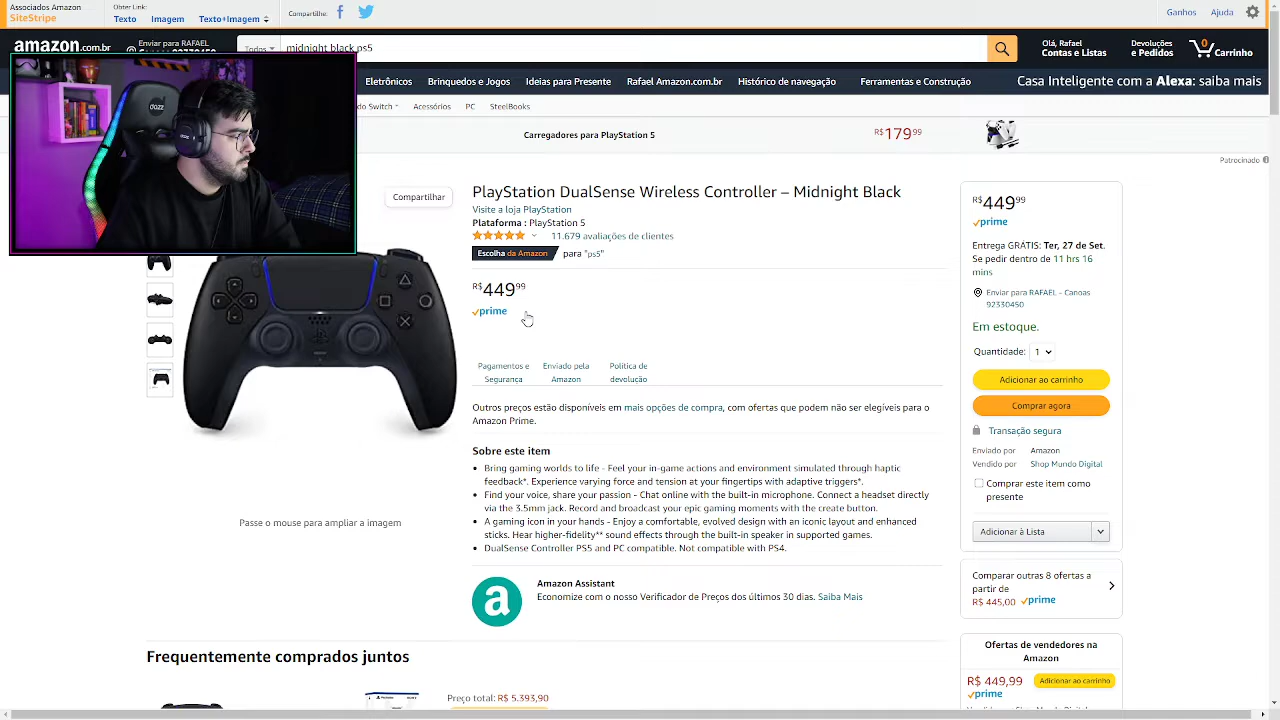 Associados Amazon
SiteStripe
Obter Link:
Texto
Imagem
Texto+Imagem
Compartilhe:
Ganhos
Ajuda
amazon.com.br
Enviar para RAFAEL
Canoas 92330450
Todos
midnight black ps5
Olá, Rafael
Contas e Listas
Devoluções
e Pedidos
0
Carrinho
Eletrônicos
Brinquedos e Jogos
Ideias para Presente
Rafael Amazon.com.br
Histórico de navegação
Ferramentas e Construção
Casa Inteligente com a Alexa: saiba mais
do Switch
Acessórios
PC
SteelBooks
Carregadores para PlayStation 5
R$179⁹⁹
Patrocinado
dazz
Compartilhar
PlayStation DualSense Wireless Controller – Midnight Black
Visite a loja PlayStation
Plataforma : PlayStation 5
11.679 avaliações de clientes
Escolha da Amazon para "ps5"
R$449⁹⁹
prime
Pagamentos e Segurança
Enviado pela Amazon
Política de devolução
Outros preços estão disponíveis em mais opções de compra, com ofertas que podem não ser elegíveis para o
Amazon Prime.
Sobre este item
Bring gaming worlds to life - Feel your in-game actions and environment simulated through haptic
feedback*. Experience varying force and tension at your fingertips with adaptive triggers*.
Find your voice, share your passion - Chat online with the built-in microphone. Connect a headset directly
via the 3.5mm jack. Record and broadcast your epic gaming moments with the create button.
A gaming icon in your hands - Enjoy a comfortable, evolved design with an iconic layout and enhanced
sticks. Hear higher-fidelity** sound effects through the built-in speaker in supported games.
DualSense Controller PS5 and PC compatible. Not compatible with PS4.
Passe o mouse para ampliar a imagem
a
Amazon Assistant
Economize com o nosso Verificador de Preços dos últimos 30 dias. Saiba Mais
Frequentemente comprados juntos
Preço total: R$ 5.393,90
R$449⁹⁹
prime
Entrega GRÁTIS: Ter, 27 de Set.
Se pedir dentro de 11 hrs 16
mins
Enviar para RAFAEL - Canoas
92330450
Em estoque.
Quantidade: 1
Adicionar ao carrinho
Comprar agora
Transação segura
Enviado por Amazon
Vendido por Shop Mundo Digital
Comprar este item como
presente
Adicionar à Lista
Comparar outras 8 ofertas a
partir de
R$ 445,00 prime
Ofertas de vendedores na
Amazon
R$ 449,99
Adicionar ao carrinho
prime